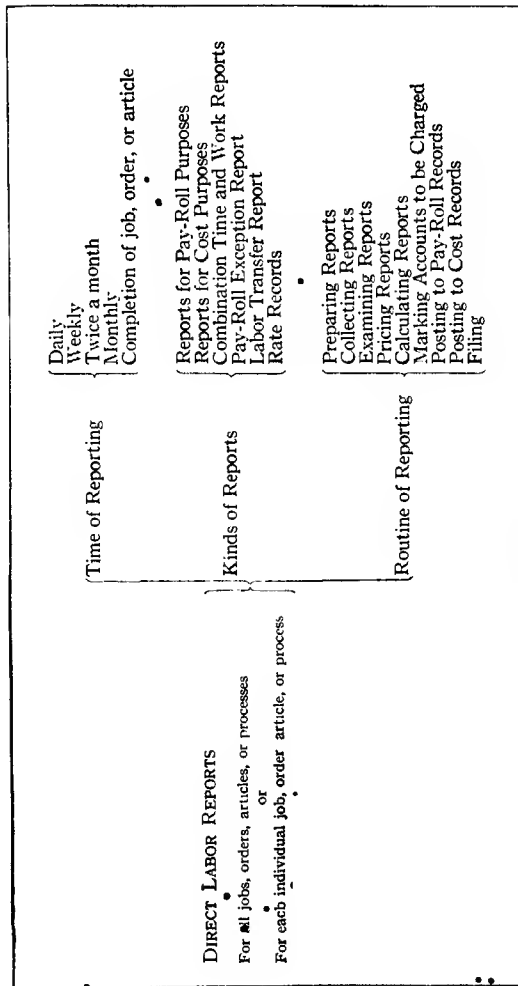 DIRECT LABOR REPORTS
For all jobs, orders, articles, or processes
or
For each individual job, order article, or process
Time of Reporting
Daily
Weekly
Twice a month
Monthly
Completion of job, order, or article
Kinds of Reports
Reports for Pay-Roll Purposes
Reports for Cost Purposes
Combination Time and Work Reports
Pay-Roll Exception Report
Labor Transfer Report
Rate Records
Routine of Reporting
Preparing Reports
Collecting Reports
Examining Reports
Pricing Reports
Calculating Reports
Marking Accounts to be Charged
Posting to Pay-Roll Records
Posting to Cost Records
Filing